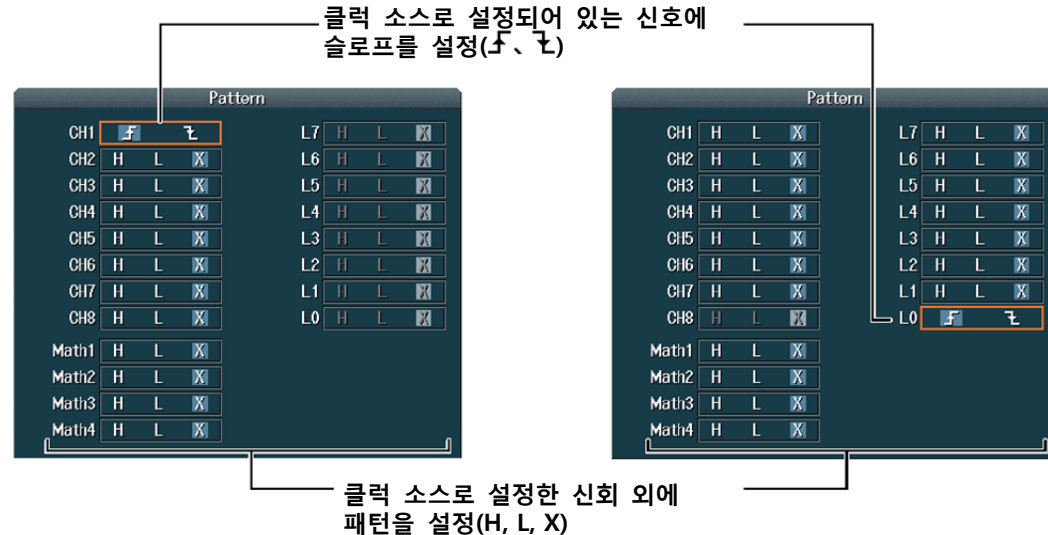 클럭 소스로 설정되어 있는 신호에
슬로프를 설정(、)
Pattern
CH1
CH2 H L X
CH3 H L X
CH4 H L X
CH5 H L X
CH6 H L X
CH7 H L X
CH8 H L X
Math1 H L X
Math2 H L X
Math3 H L X
Math4 H L X
L7 H L X
L6 H L X
L5 H L X
L4 H L X
L3 H L X
L2 H L X
L1 H L X
L0 H L X
Pattern
CH1 H L X
CH2 H L X
CH3 H L X
CH4 H L X
CH5 H L X
CH6 H L X
CH7 H L X
CH8 H L X
Math1 H L X
Math2 H L X
Math3 H L X
Math4 H L X
L7 H L X
L6 H L X
L5 H L X
L4 H L X
L3 H L X
L2 H L X
L1 H L X
L0
클럭 소스로 설정한 신회 외에
패턴을 설정(H, L, X)